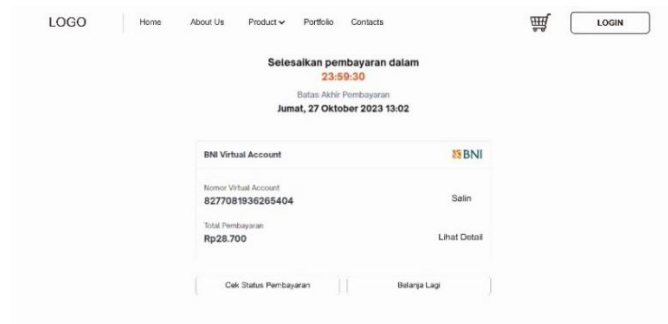 LOGO Home About Us Product Portfolio Contacts LOGIN
Selesaikan pembayaran dalam
23:59:30
Batas Akhir Pembayaran
Jumat, 27 Oktober 2023 13:02
BNI Virtual Account BNI
Nomor Virtual Account
8277081936265404 Salin
Total Pembayaran
Rp28.700 Lihat Detail
Cek Status Pembayaran Belanja Lagi